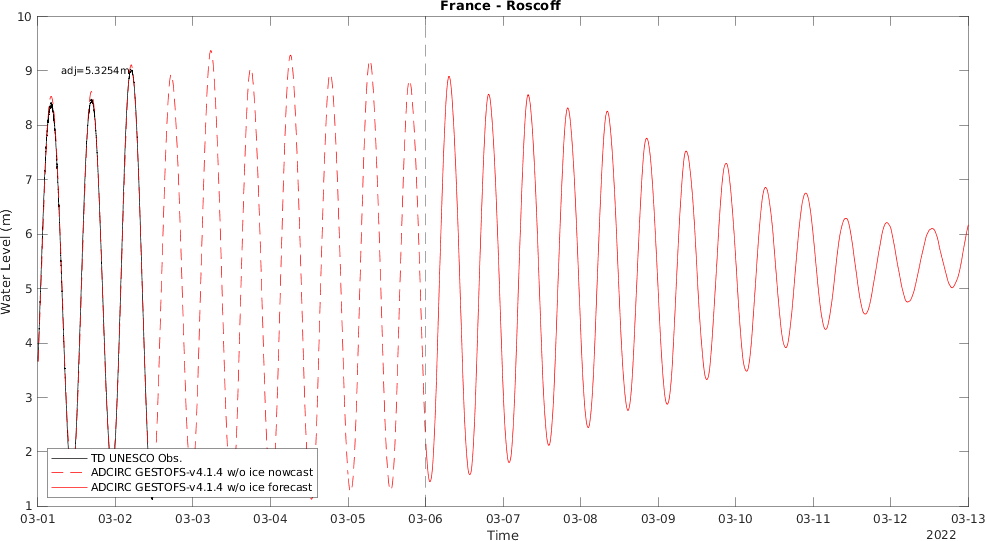 France - Roscoff
10
9
8
7
6
5
4
3
2
1
Water Level (m)
adj=5.3254m
TD UNESCO Obs.
ADCIRC GESTOFS-v4.1.4 w/o ice nowcast
ADCIRC GESTOFS-v4.1.4 w/o ice forecast
03-01 03-02 03-03 03-04 03-05 03-06 03-07 03-08 03-09 03-10 03-11 03-12 03-13
Time
2022